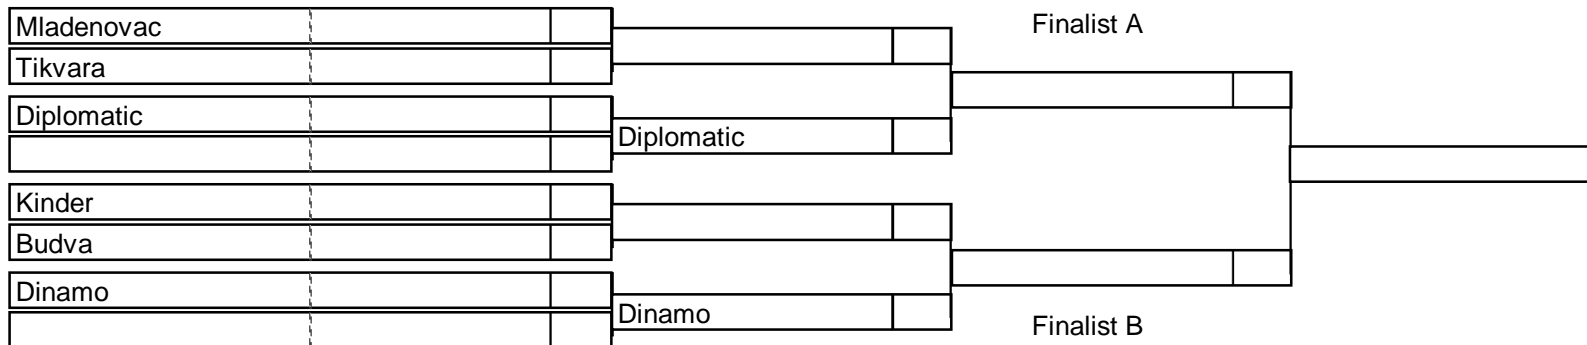 Mladenovac
Tikvara
Diplomatic
Kinder
Budva
Dinamo
Diplomatic
Dinamo
Finalist A
Finalist B